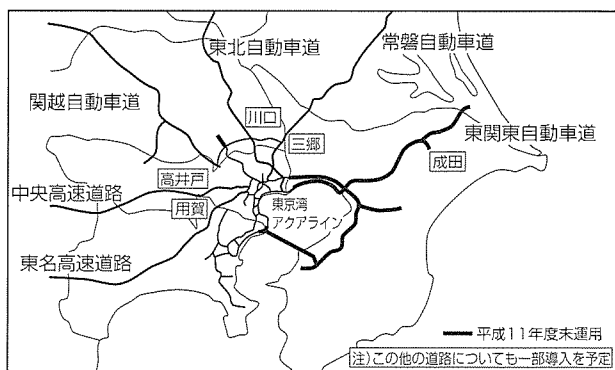 東北自動車道
常磐自動車道
関越自動車道
川口
三郷
東関東自動車道
成田
高井戸
中央高速道路
用賀
東京湾
アクアライン
東名高速道路
平成11年度末運用
注)この他の道路についても一部導入を予定